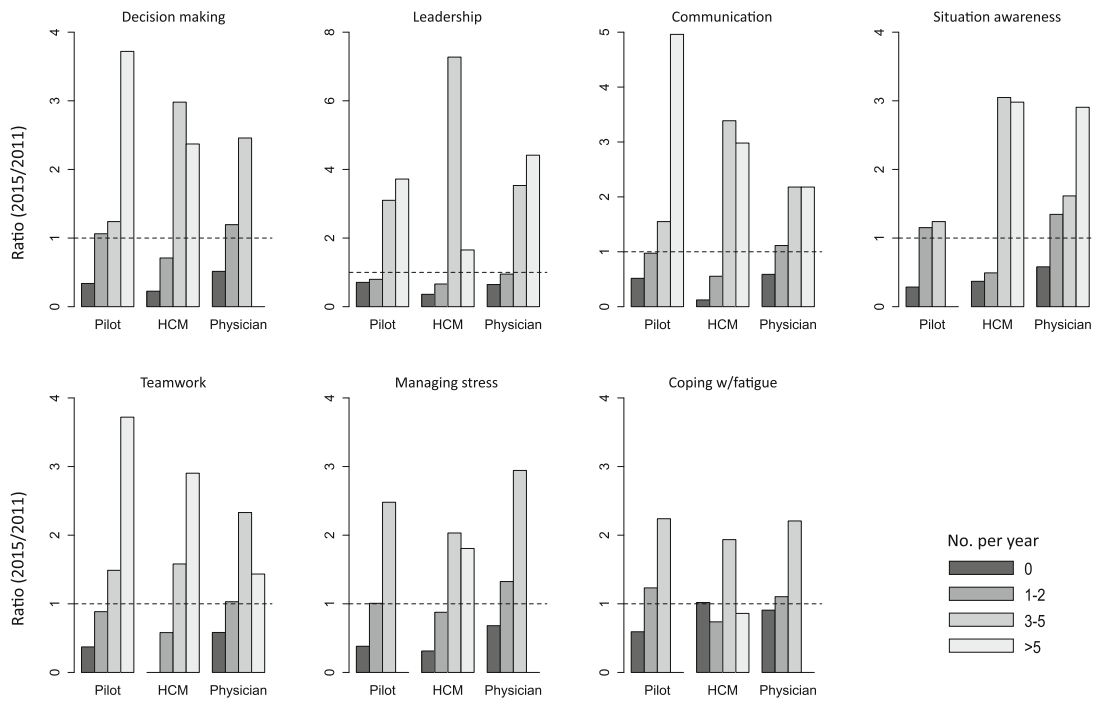 Decision making
Leadership
Communication
Situation awareness
Ratio (2015/2011)
0 1 2 3 4
0 2 4 6 8
0 1 2 3 4 5
0 1 2 3 4
Pilot HCM Physician
Pilot HCM Physician
Pilot HCM Physician
Pilot HCM Physician
Teamwork
Managing stress
Coping w/fatigue
Ratio (2015/2011)
0 1 2 3 4
0 1 2 3 4
0 1 2 3 4
Pilot HCM Physician
Pilot HCM Physician
Pilot HCM Physician
No. per year
0
1-2
3-5
>5